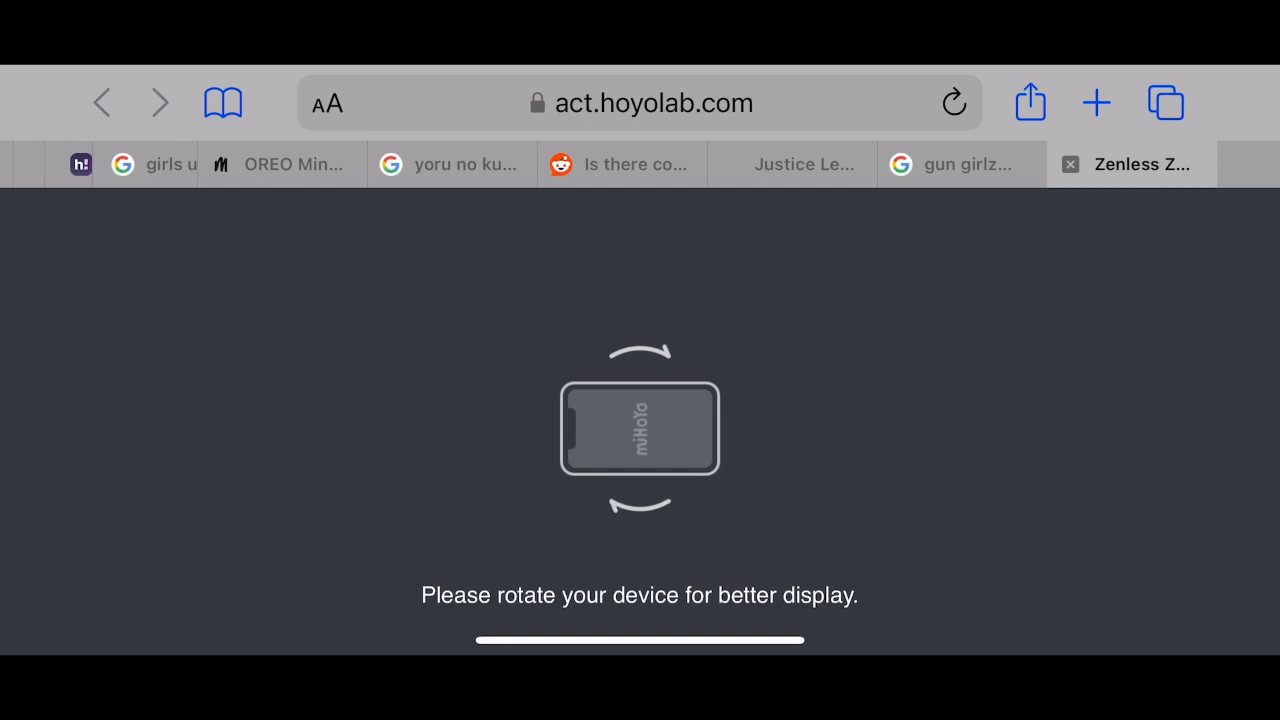 AA act.hoyolab.com
h! girls u OREO Min... yoru no ku... Is there co... Justice Le... gun girlz... Zenless Z...
miHoYo
Please rotate your device for better display.